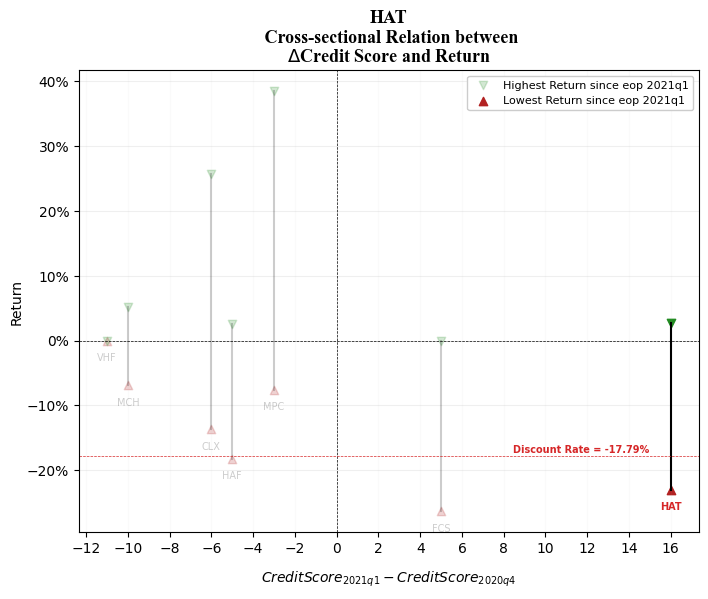 HAT
Cross-sectional Relation between
ΔCredit Score and Return
Highest Return since eop 2021q1
Lowest Return since eop 2021q1
40%
30%
20%
10%
0%
−10%
−20%
Return
VHF
MCH
CLX
HAF
MPC
FCS
Discount Rate = -17.79%
HAT
−12 −10 −8 −6 −4 −2 0 2 4 6 8 10 12 14 16
CreditScore2021q1 − CreditScore2020q4